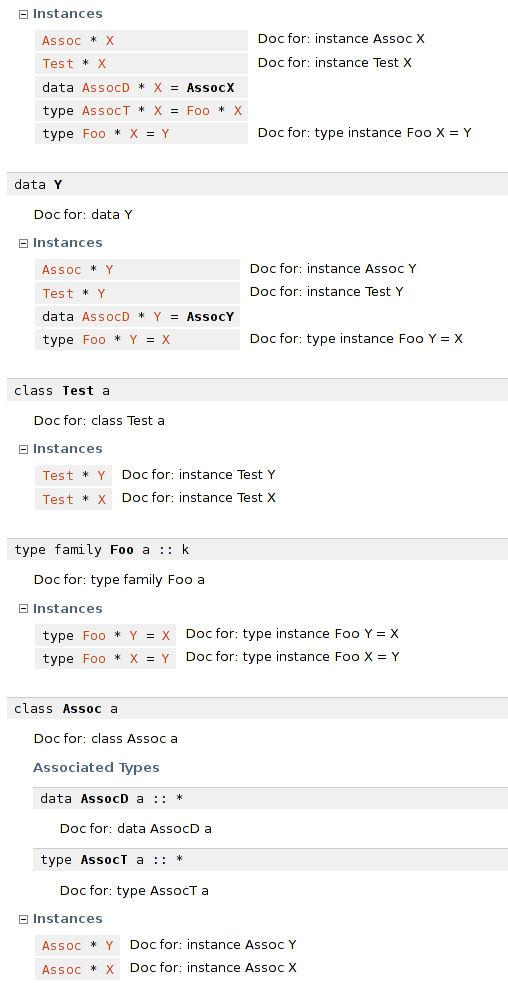 Instances
Assoc * X Doc for: instance Assoc X
Test * X Doc for: instance Test X
data AssocD * X = AssocX
type AssocT * X = Foo * X
type Foo * X = Y Doc for: type instance Foo X = Y
data Y
Doc for: data Y
Instances
Assoc * Y Doc for: instance Assoc Y
Test * Y Doc for: instance Test Y
data AssocD * Y = AssocY
type Foo * Y = X Doc for: type instance Foo Y = X
class Test a
Doc for: class Test a
Instances
Test * Y Doc for: instance Test Y
Test * X Doc for: instance Test X
type family Foo a :: k
Doc for: type family Foo a
Instances
type Foo * Y = X Doc for: type instance Foo Y = X
type Foo * X = Y Doc for: type instance Foo X = Y
class Assoc a
Doc for: class Assoc a
Associated Types
data AssocD a :: *
Doc for: data AssocD a
type AssocT a :: *
Doc for: type AssocT a
Instances
Assoc * Y Doc for: instance Assoc Y
Assoc * X Doc for: instance Assoc X